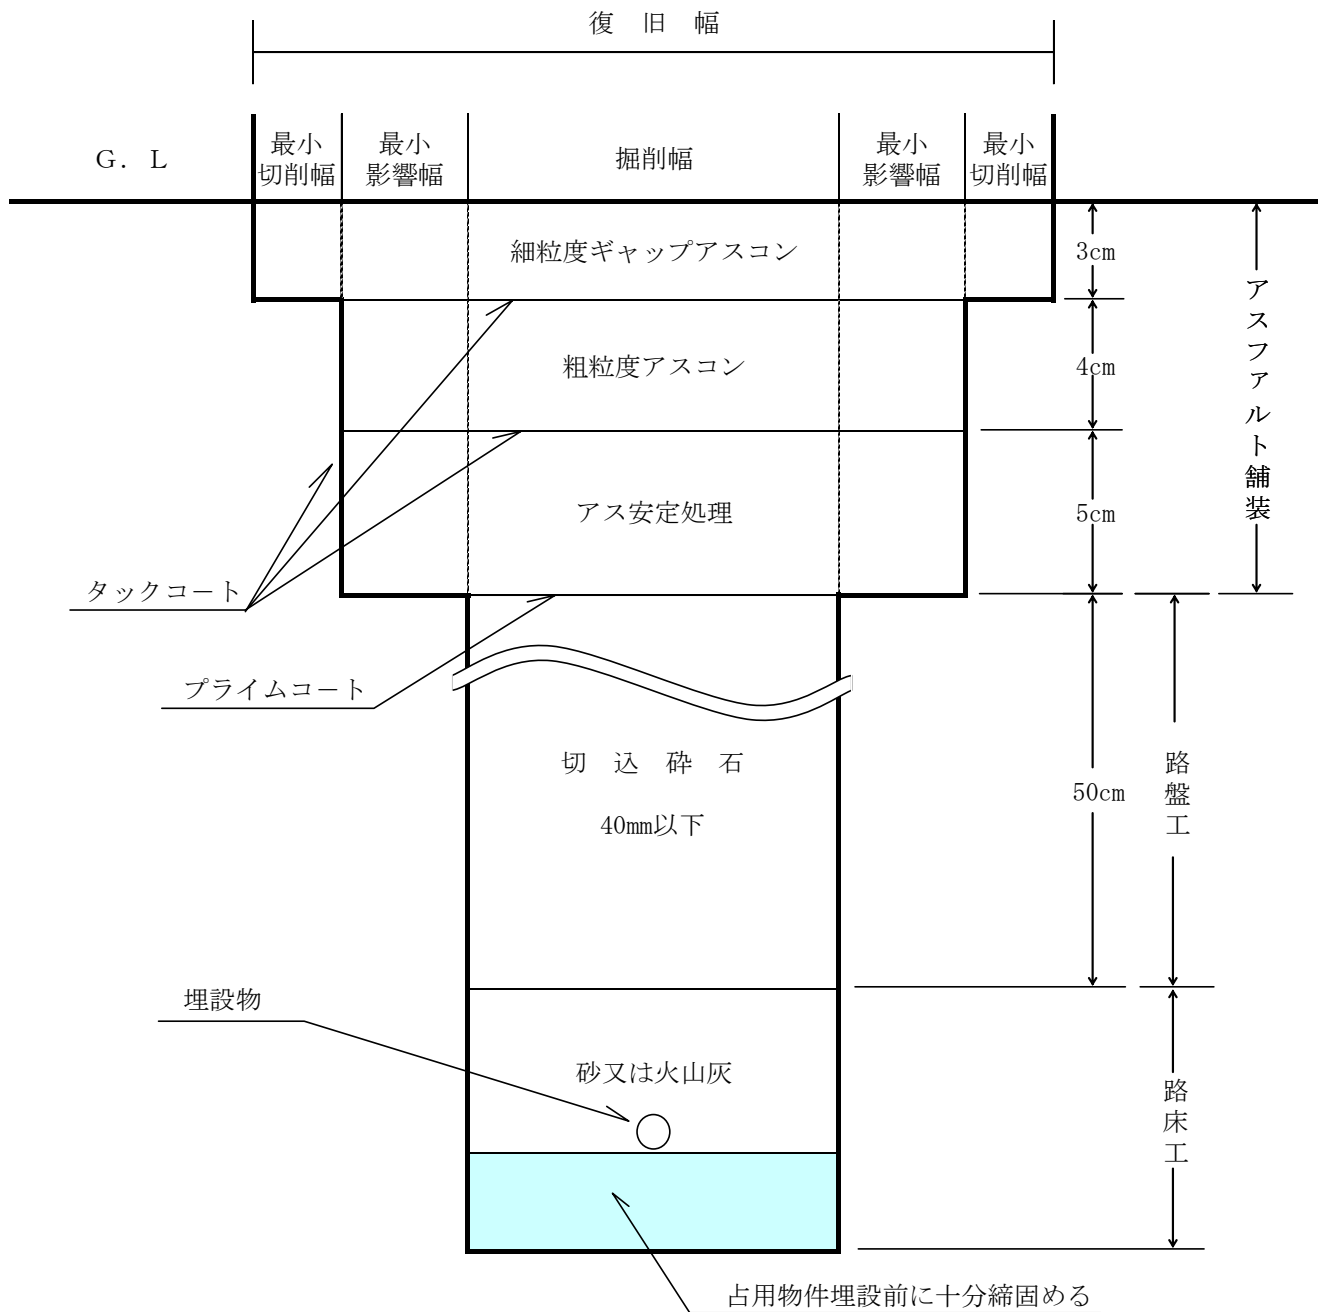 復 旧 幅
G. L
最小
切削幅
最小
影響幅
掘削幅
最小
影響幅
最小
切削幅
細粒度ギャップアスコン
3cm
粗粒度アスコン
4cm
アス安定処理
5cm
アスファルト舗装
タックコート
プライムコート
切 込 砕 石
40mm以下
50cm
路盤工
埋設物
砂又は火山灰
路床工
占用物件埋設前に十分締固める